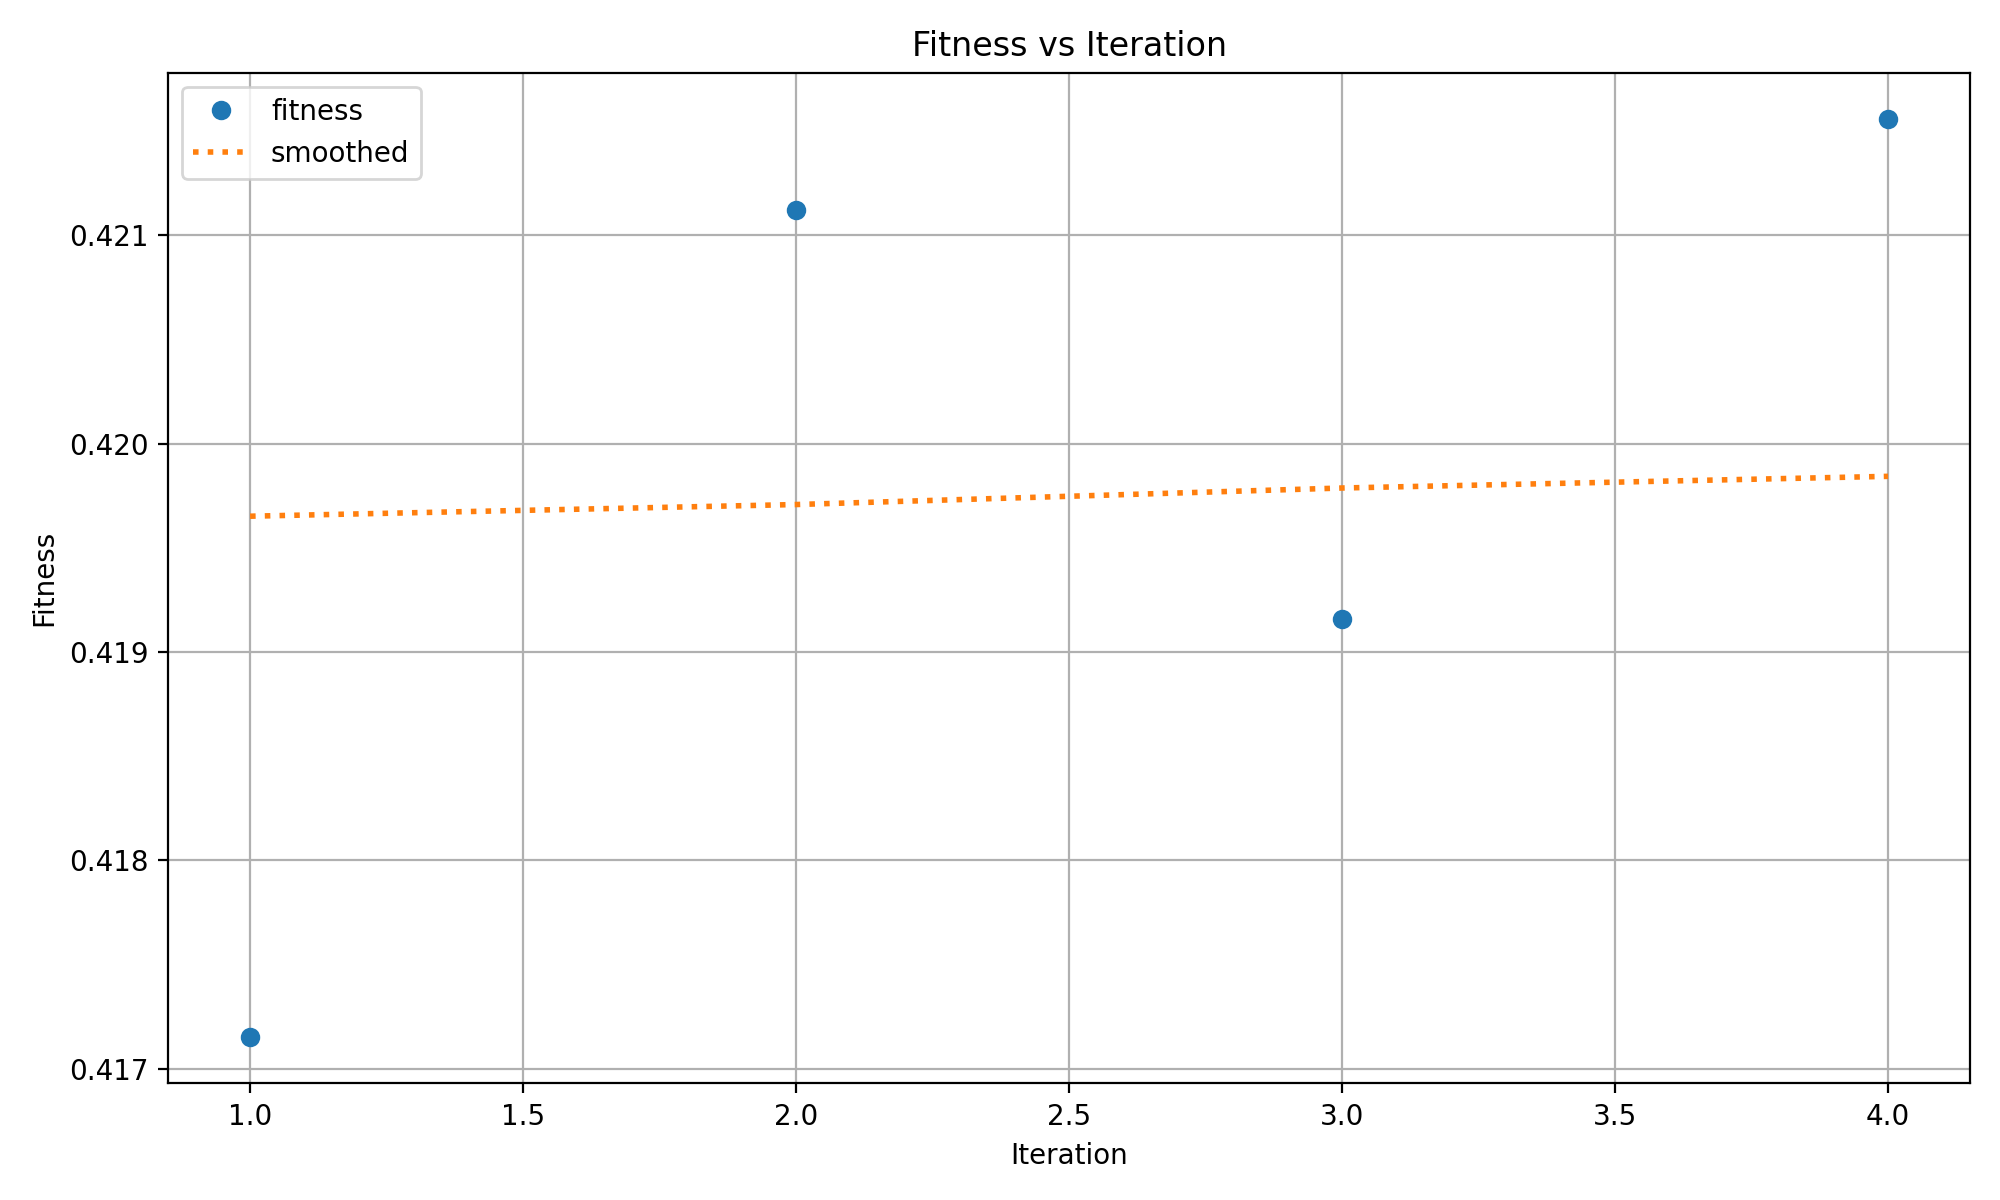 Fitness vs Iteration
fitness
smoothed
0.421
0.420
0.419
0.418
0.417
Fitness
1.0 1.5 2.0 2.5 3.0 3.5 4.0
Iteration